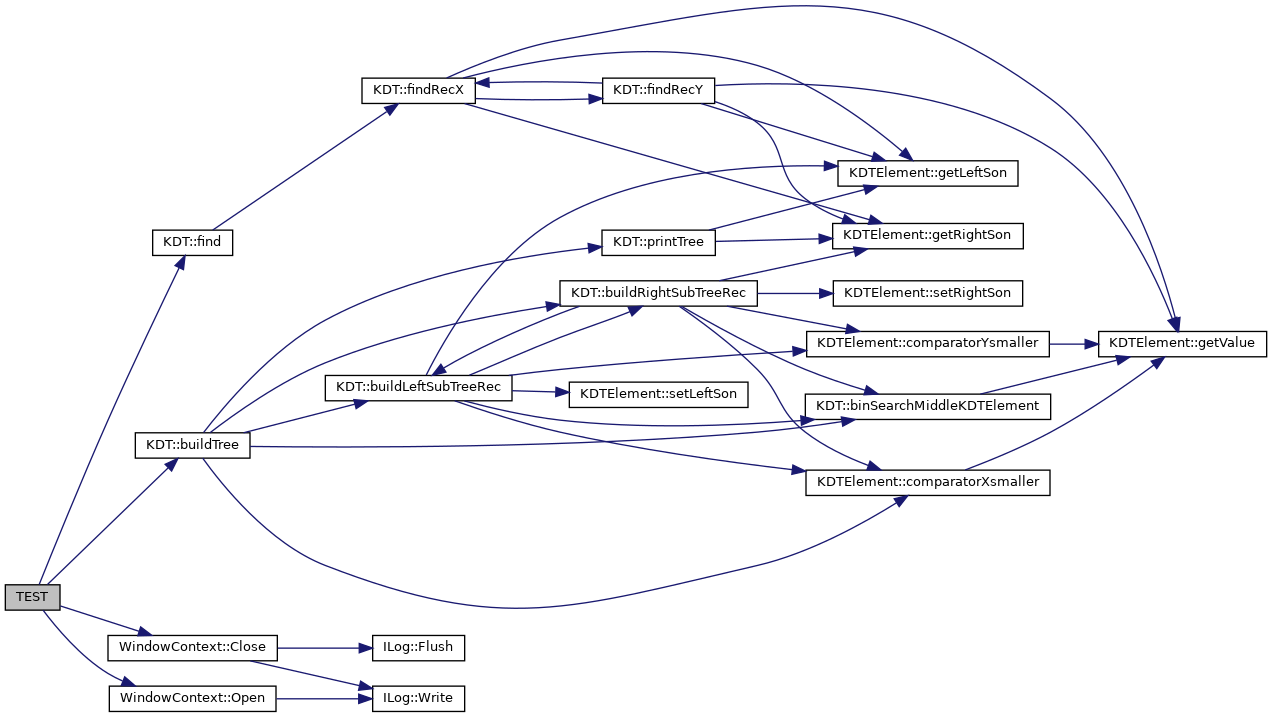 KDT::findRecX
KDT::findRecY
KDTElement::getLeftSon
KDT::find
KDT::printTree
KDTElement::getRightSon
KDT::buildRightSubTreeRec
KDTElement::setRightSon
KDTElement::comparatorYsmaller
KDTElement::getValue
KDT::buildLeftSubTreeRec
KDTElement::setLeftSon
KDT::binSearchMiddleKDTElement
KDT::buildTree
KDTElement::comparatorXsmaller
TEST
WindowContext::Close
ILog::Flush
WindowContext::Open
ILog::Write